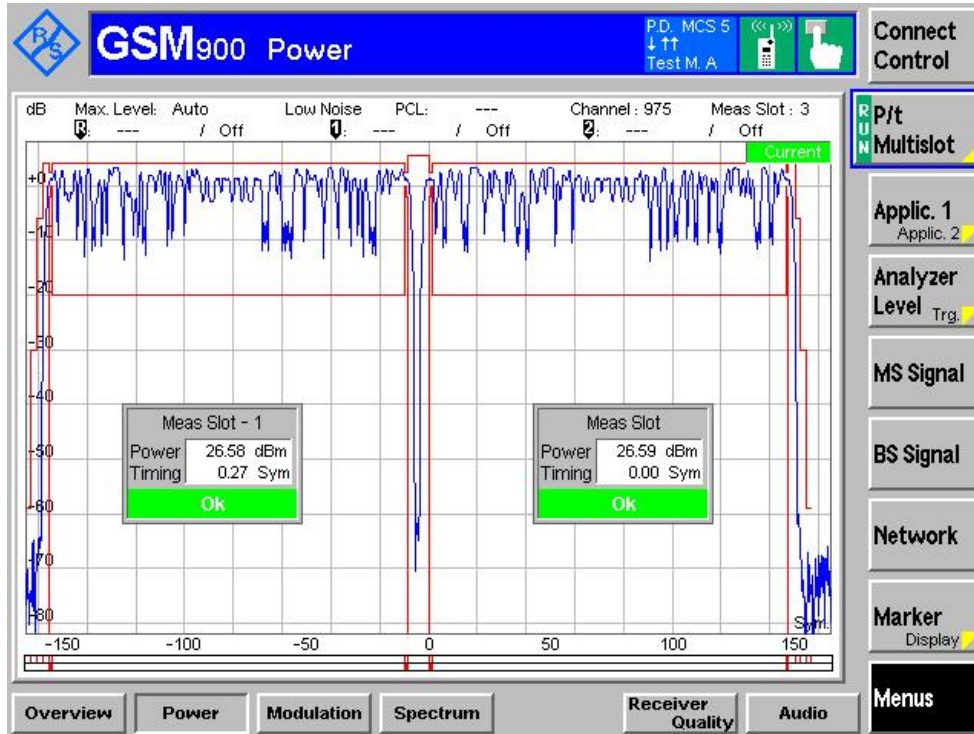 R&S
GSM900 Power
P.D. MCS 5
↓ ↑↑
Test M. A
Connect Control
dB Max. Level: Auto Low Noise PCL: --- Channel : 975 Meas Slot : 3
R: --- / Off 1: --- / Off 2: --- / Off
Current
RUN
P/t Multislot
Applic. 1
Applic. 2
Analyzer Level
Trg.
MS Signal
BS Signal
Network
Marker
Display
Menus
+0
-10
-20
-30
-40
-50
-60
-70
-80
Meas Slot - 1
Power 26.58 dBm
Timing 0.27 Sym
Ok
Meas Slot
Power 26.59 dBm
Timing 0.00 Sym
Ok
Sym.
-150 -100 -50 0 50 100 150
Overview Power Modulation Spectrum Receiver Quality Audio